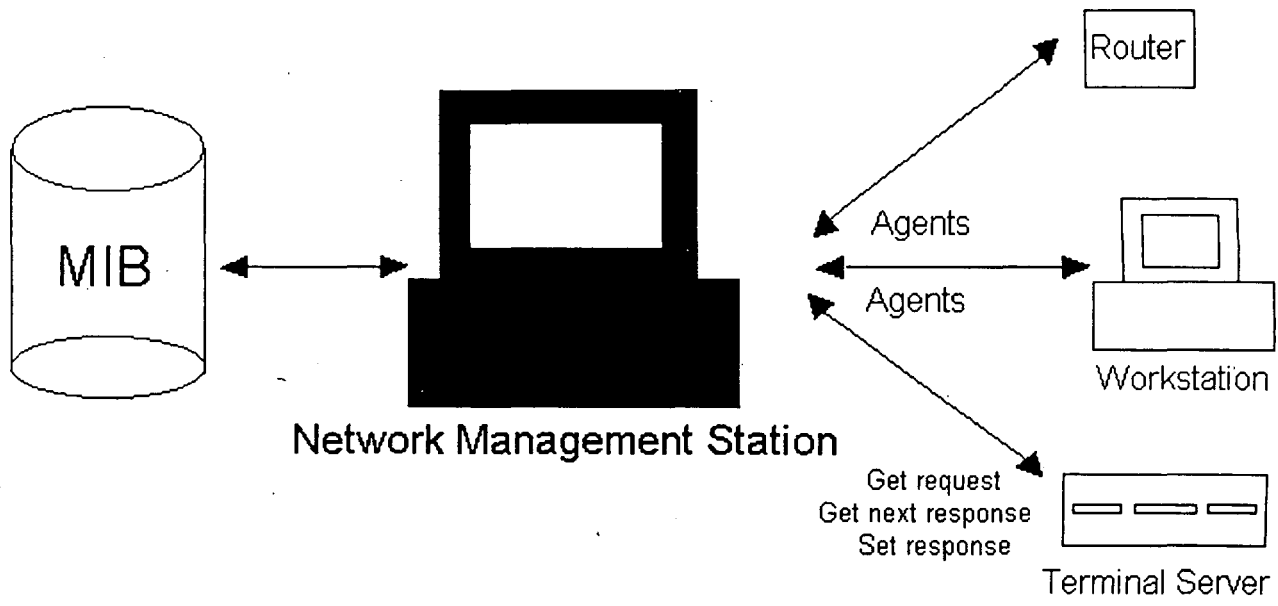 Router
MIB
Agents
Agents
Workstation
Network Management Station
Get request
Get next response
Set response
Terminal Server